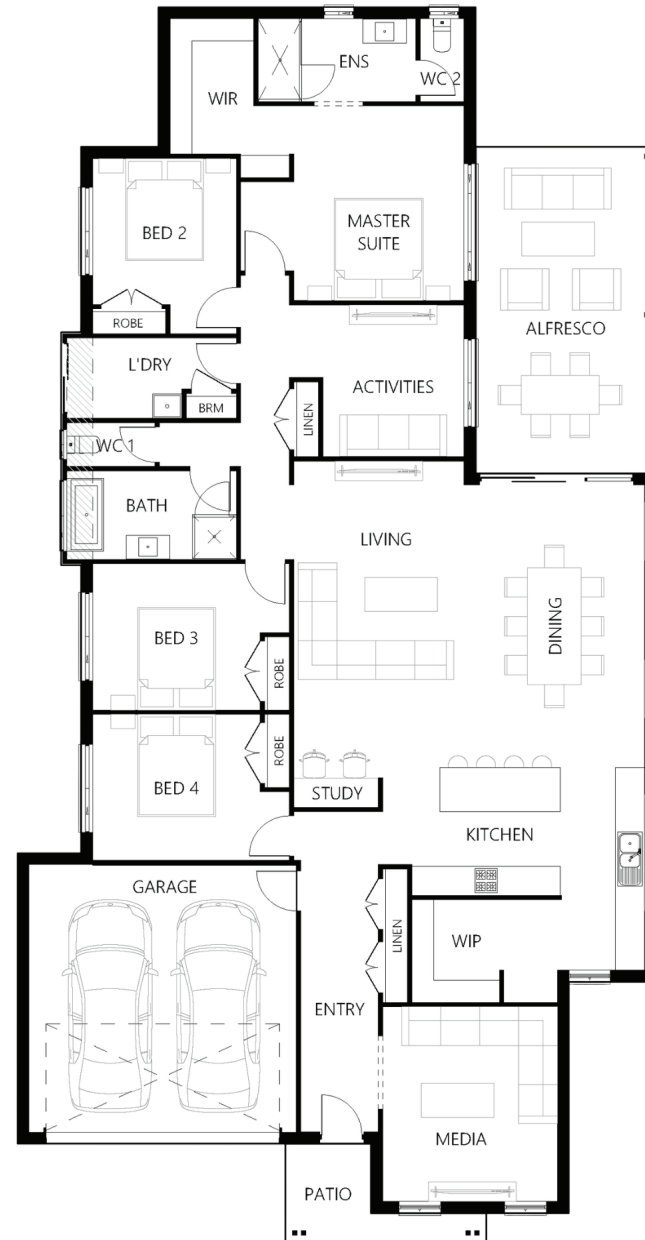 ENS
WC 2
WIR
MASTER
SUITE
BED 2
ROBE
ALFRESCO
L'DRY
BRM
ACTIVITIES
LINEN
WC 1
BATH
LIVING
DINING
BED 3
ROBE
ROBE
BED 4
STUDY
KITCHEN
GARAGE
LINEN
WIP
ENTRY
MEDIA
PATIO